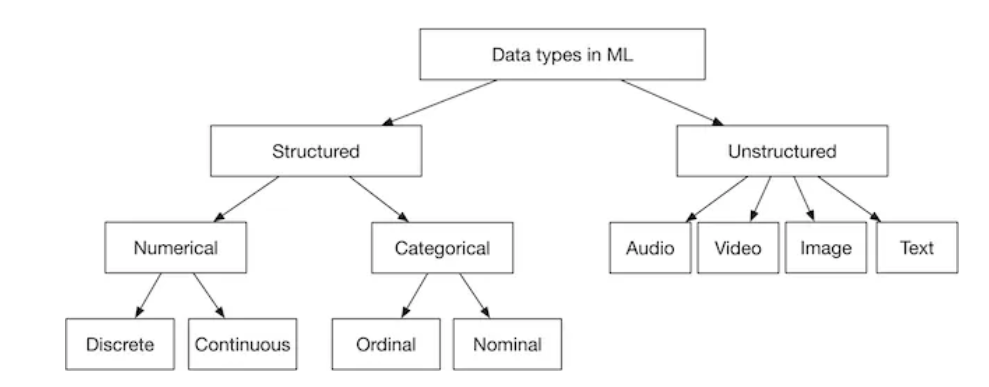 Data types in ML
Structured
Unstructured
Numerical
Categorical
Audio
Video
Image
Text
Discrete
Continuous
Ordinal
Nominal